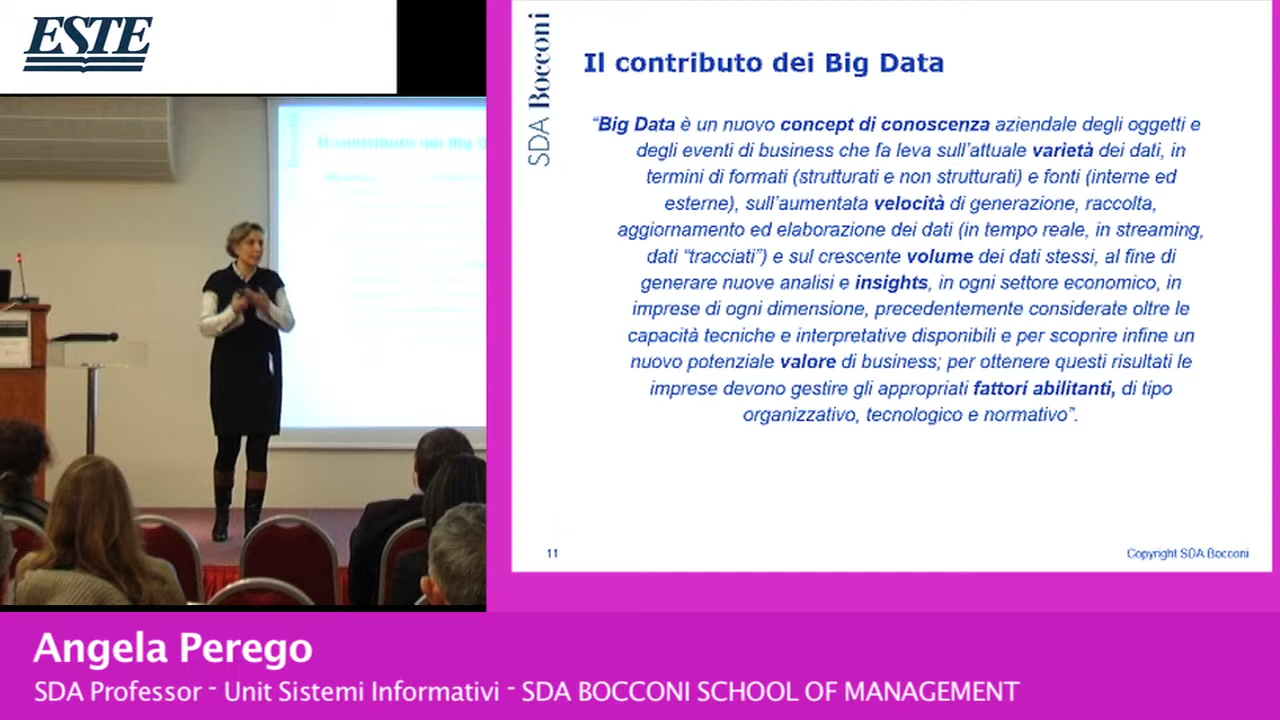 ESTE
SDA Bocconi
Il contributo dei Big Data
“Big Data è un nuovo concept di conoscenza aziendale degli oggetti e
degli eventi di business che fa leva sull’attuale varietà dei dati, in
termini di formati (strutturati e non strutturati) e fonti (interne ed
esterne), sull’aumentata velocità di generazione, raccolta,
aggiornamento ed elaborazione dei dati (in tempo reale, in streaming,
dati “tracciati”) e sul crescente volume dei dati stessi, al fine di
generare nuove analisi e insights, in ogni settore economico, in
imprese di ogni dimensione, precedentemente considerate oltre le
capacità tecniche e interpretative disponibili e per scoprire infine un
nuovo potenziale valore di business; per ottenere questi risultati le
imprese devono gestire gli appropriati fattori abilitanti, di tipo
organizzativo, tecnologico e normativo”.
11
Copyright SDA Bocconi
Il contributo dei Big D
Angela Perego
SDA Professor - Unit Sistemi Informativi - SDA BOCCONI SCHOOL OF MANAGEMENT